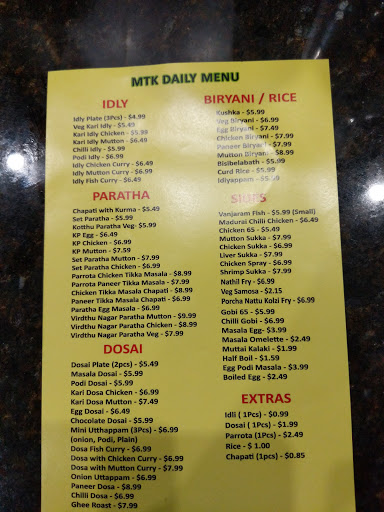 MTK DAILY MENU
IDLY
Idly Plate (3Pcs) - $4.99
Veg Kari Idly - $5.49
Kari Idly Chicken - $5.99
Kari Idly Mutton - $6.49
Chilli Idly - $5.99
Podi Idly - $6.99
Idly Chicken Curry - $6.49
Idly Mutton Curry - $6.99
Idly Fish Curry - $6.49
PARATHA
Chapati with Kurma - $5.49
Set Paratha - $5.99
Kotthu Paratha Veg- $5.99
KP Egg - $6.49
KP Chicken - $6.99
KP Mutton - $7.59
Set Paratha Mutton - $7.99
Set Paratha Chicken - $6.99
Parrota Chicken Tikka Masala - $8.99
Parrota Paneer Tikka Masala - $7.99
Chicken Tikka Masala Chapati - $8.99
Paneer Tikka Masala Chapati - $6.99
Paratha Egg Masala - $6.99
Virdthu Nagar Paratha Mutton - $9.99
Virdthu Nagar Paratha Chicken - $8.99
Virdthu Nagar Paratha Veg - $7.99
DOSAI
Dosai Plate (2pcs) - $5.49
Masala Dosai - $5.99
Podi Dosai - $5.99
Kari Dosa Chicken - $6.99
Kari Dosa Mutton - $7.49
Egg Dosai - $6.49
Chocolate Dosai - $5.99
Mini Utthappam (3Pcs) - $6.99
(onion, Podi, Plain)
Dosa Fish Curry - $6.99
Dosa with Chicken Curry - $6.99
Dosa with Mutton Curry - $7.99
Onion Uttappam - $6.99
Paneer Dosa - $8.99
Chilli Dosa - $6.99
Ghee Roast - $7.99
BIRYANI / RICE
Kushka - $5.99
Veg Biryani - $6.99
Egg Biryani - $7.49
Chicken Biryani - $7.99
Paneer Biryani - $7.99
Mutton Biryani - $8.99
Bisibelabath - $5.99
Curd Rice - $5.99
Idiyappam - $5.99
Vanjaram Fish - $5.99 (Small)
Madurai Chilli Chicken - $6.49
Chicken 65 - $5.49
Mutton Sukka - $7.99
Chicken Sukka - $6.99
Liver Sukka - $7.99
Chicken Spray - $6.99
Shrimp Sukka - $7.99
Nathil Fry - $6.99
Veg Samosa - $2.15
Porcha Nattu Kolzi Fry - $6.99
Gobi 65 - $5.99
Chilli Gobi - $6.99
Masala Egg- $3.99
Masala Omelette - $2.49
Muttai Kalaki - $1.99
Half Boil - $1.59
Egg Podi Masala - $3.99
Boiled Egg - $2.49
EXTRAS
Idli ( 1Pcs) - $0.99
Dosai ( 1Pcs) - $1.99
Parrota (1Pcs) - $2.49
Rice - $ 1.00
Chapati (1pcs) - $0.85